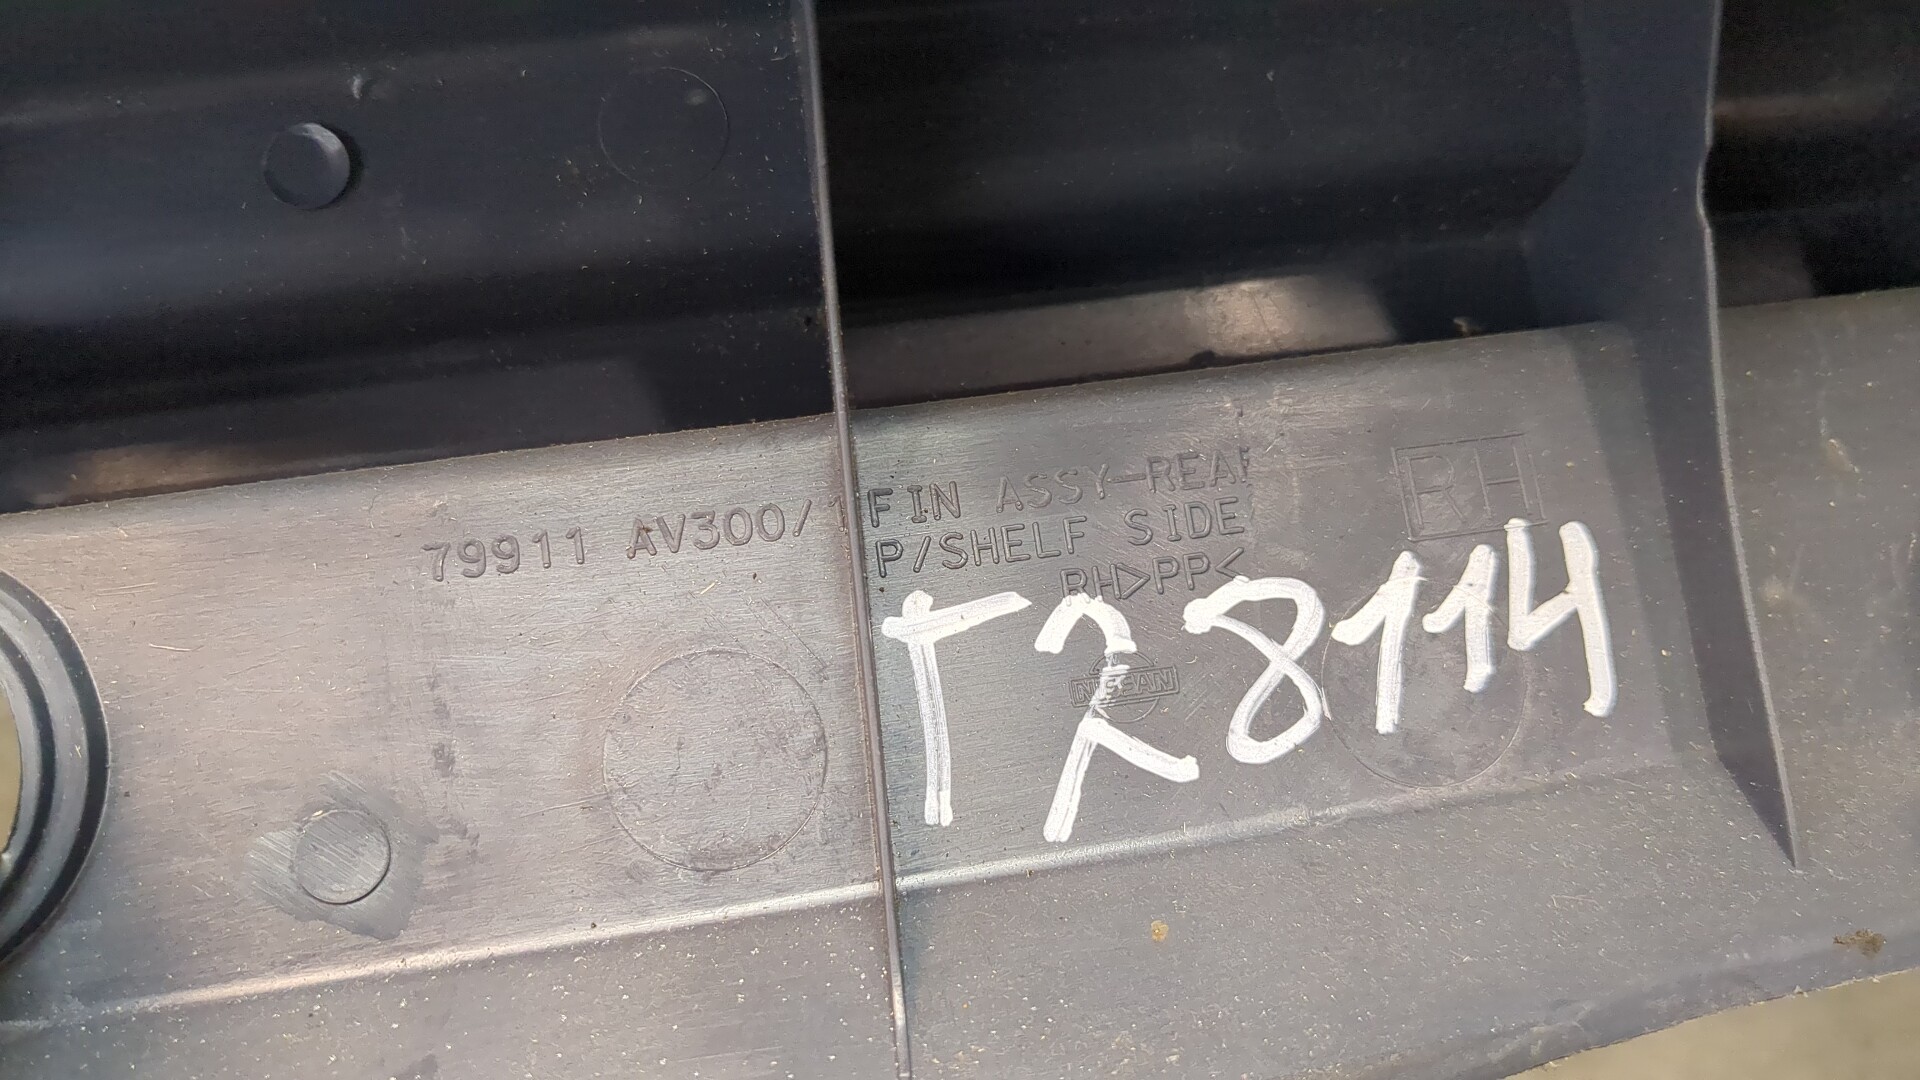 79911 AV300/1
FIN ASSY-REAR
P/SHELF SIDE
RH>PP<
RH
NISSAN
T28114